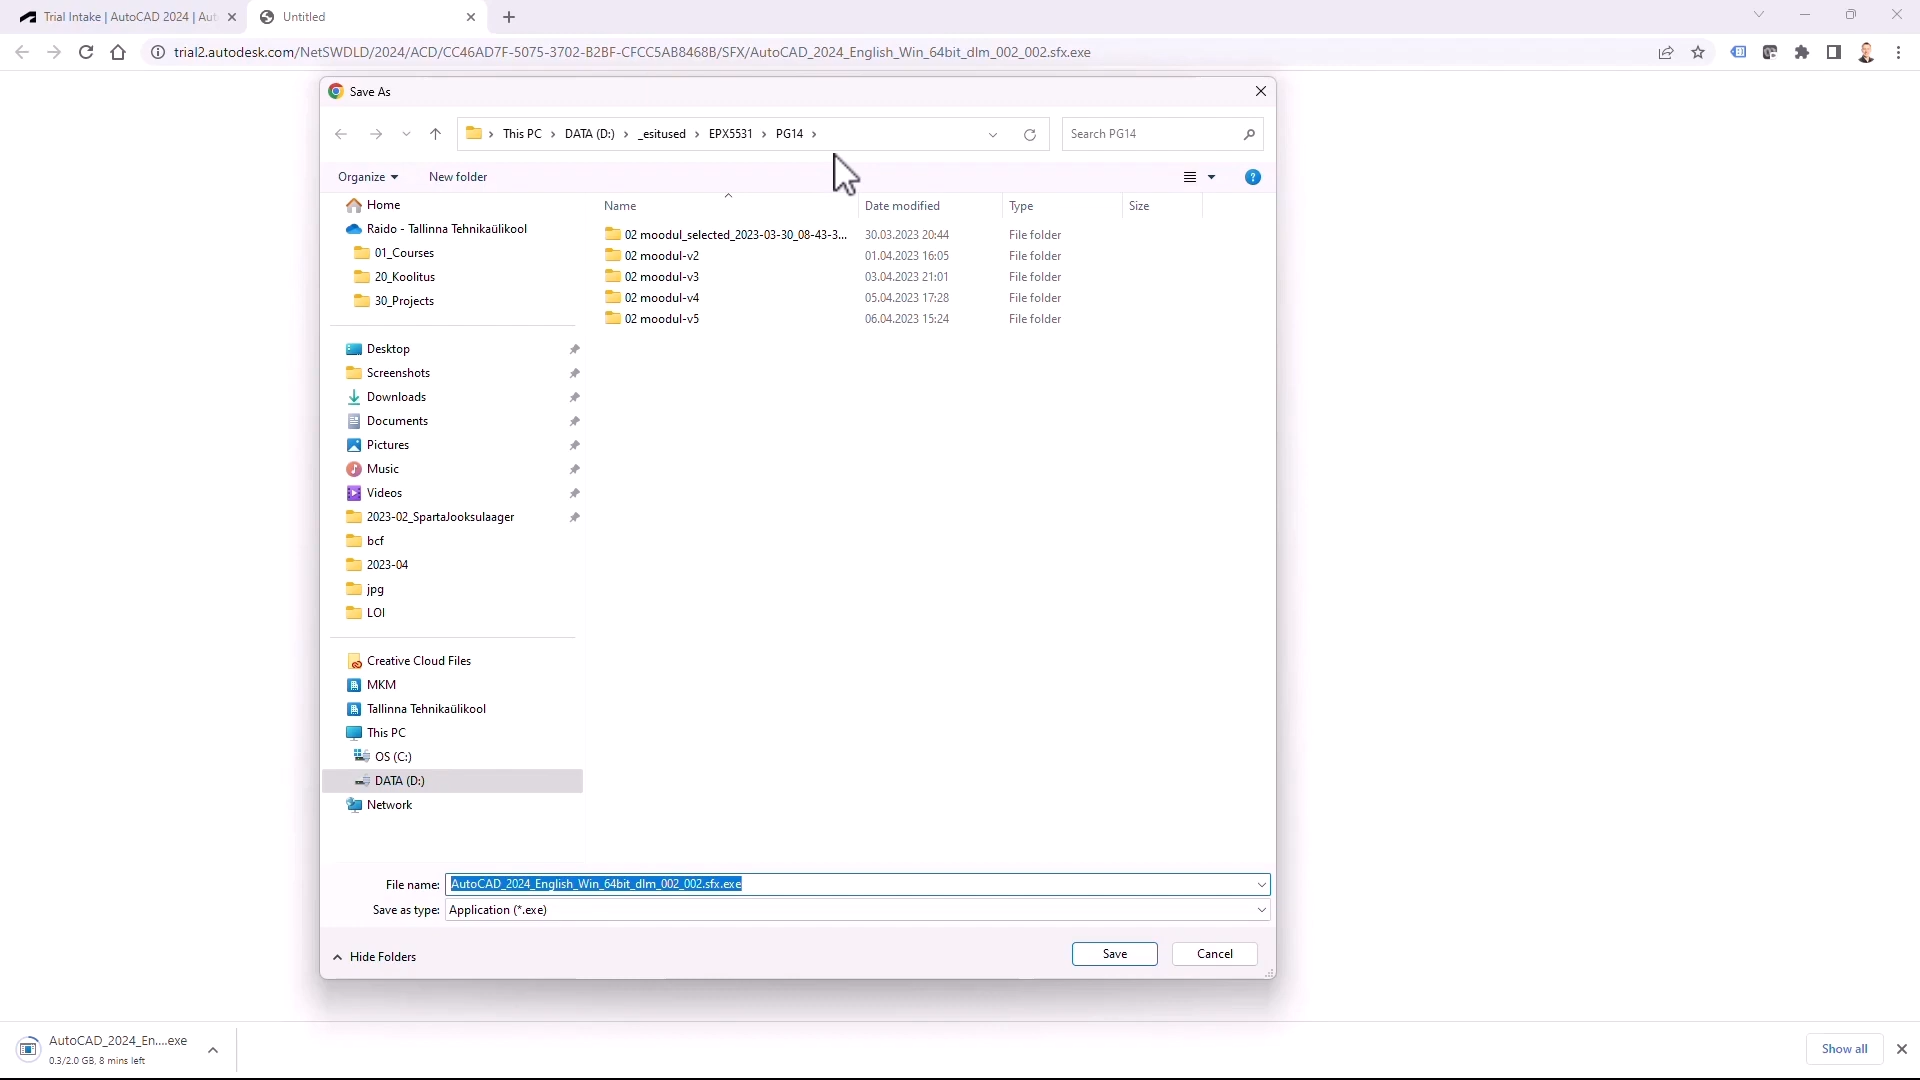 Trial Intake | AutoCAD 2024 | Aut
Untitled
trial2.autodesk.com/NetSWDLD/2024/ACD/CC46AD7F-5075-3702-B2BF-CFCC5AB8468B/SFX/AutoCAD_2024_English_Win_64bit_dlm_002_002.sfx.exe
Save As
This PC > DATA (D:) > _esitused > EPX5531 > PG14 >
Search PG14
Organize
New folder
?
Home
Raido - Tallinna Tehnikaülikool
01_Courses
20_Koolitus
30_Projects
Desktop
Screenshots
Downloads
Documents
Pictures
Music
Videos
2023-02_SpartaJooksulaager
bcf
2023-04
jpg
LOI
Creative Cloud Files
MKM
Tallinna Tehnikaülikool
This PC
OS (C:)
DATA (D:)
Network
Name Date modified Type Size
02 moodul_selected_2023-03-30_08-43-3... 30.03.2023 20:44 File folder
02 moodul-v2 01.04.2023 16:05 File folder
02 moodul-v3 03.04.2023 21:01 File folder
02 moodul-v4 05.04.2023 17:28 File folder
02 moodul-v5 06.04.2023 15:24 File folder
File name: AutoCAD_2024_English_Win_64bit_dlm_002_002.sfx.exe
Save as type: Application (*.exe)
Hide Folders
Save
Cancel
AutoCAD_2024_En....exe
0.3/2.0 GB, 8 mins left
Show all